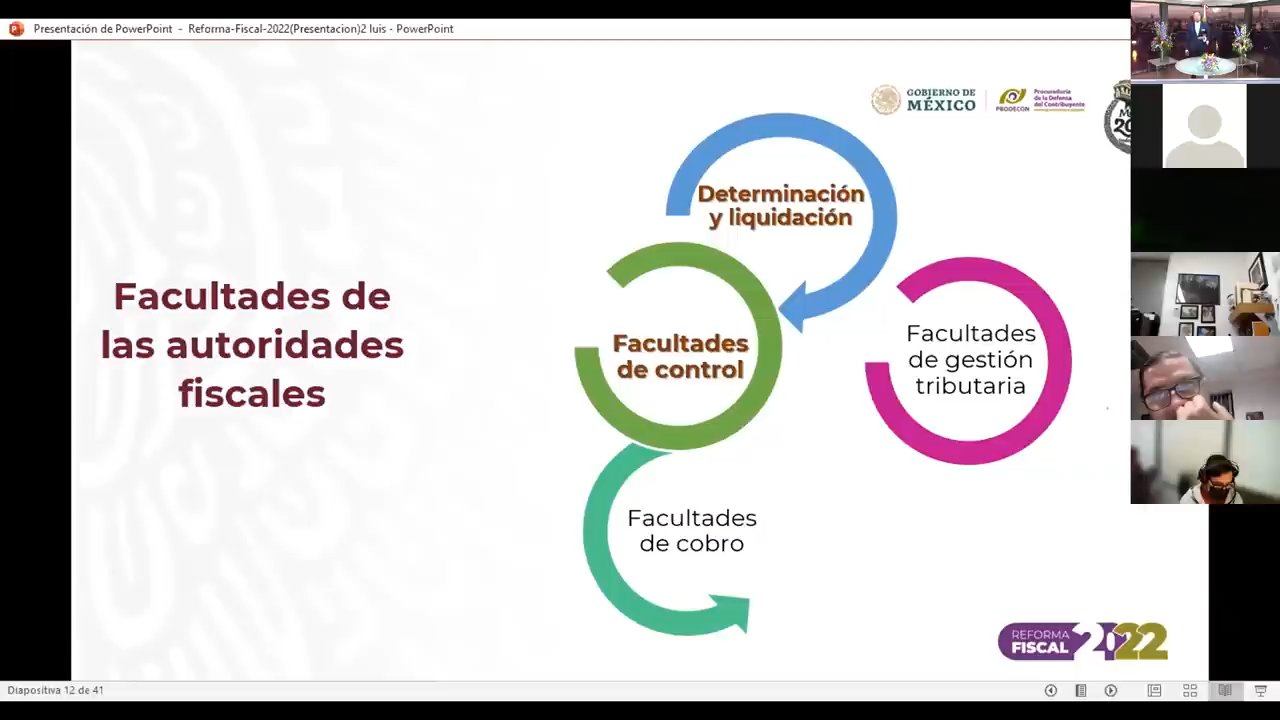 Presentación de PowerPoint - Reforma-Fiscal-2022(Presentacion)2 luis - PowerPoint
GOBIERNO DE
MÉXICO
PRODECON
Procuraduría
de la Defensa
del Contribuyente
Determinación
y liquidación
Facultades de
las autoridades
fiscales
Facultades
de control
Facultades
de gestión
tributaria
Facultades
de cobro
REFORMA
FISCAL 2022
Diapositiva 12 de 41